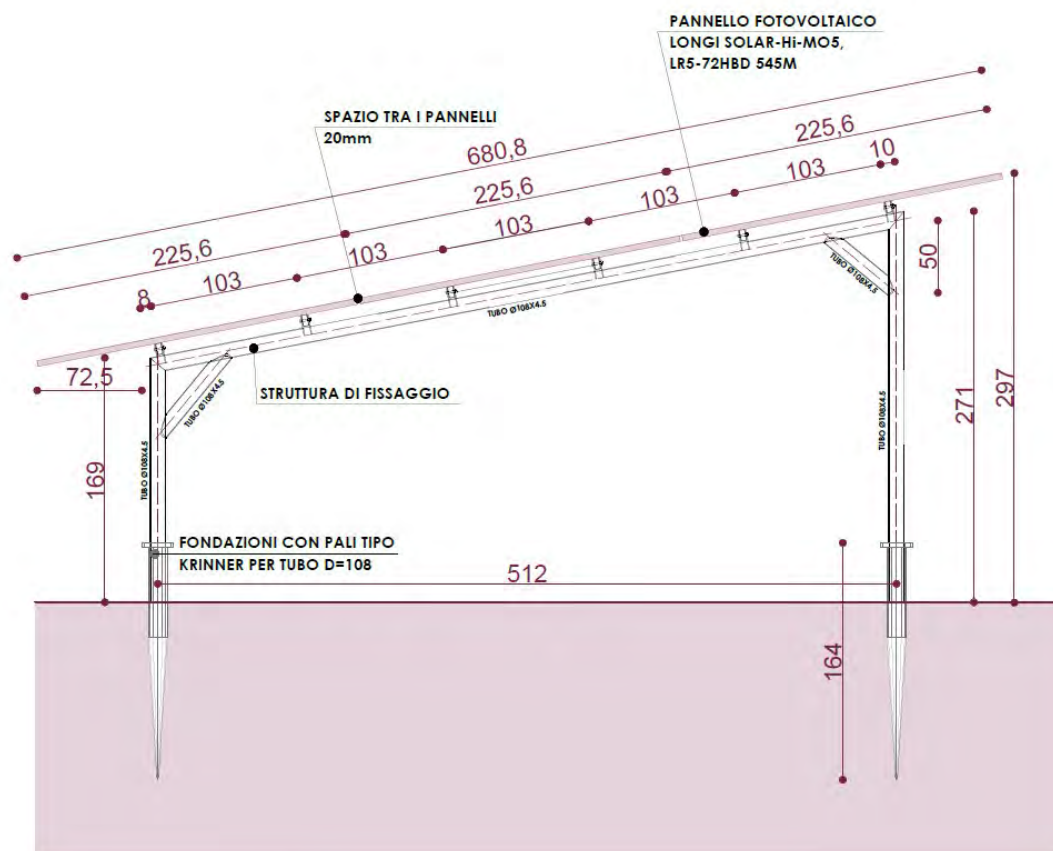 PANNELLO FOTOVOLTAICO
LONGI SOLAR-Hi-MO5,
LR5-72HBD 545M
SPAZIO TRA I PANNELLI
20mm
680,8
225,6
225,6
225,6
10
103
103
103
103
103
8
50
TUBO Ø108X4.5
TUBO Ø108X4.5
72,5
STRUTTURA DI FISSAGGIO
TUBO Ø108X4.5
271
297
TUBO Ø108X4.5
TUBO Ø108X4.5
169
FONDAZIONI CON PALI TIPO
KRINNER PER TUBO D=108
512
164